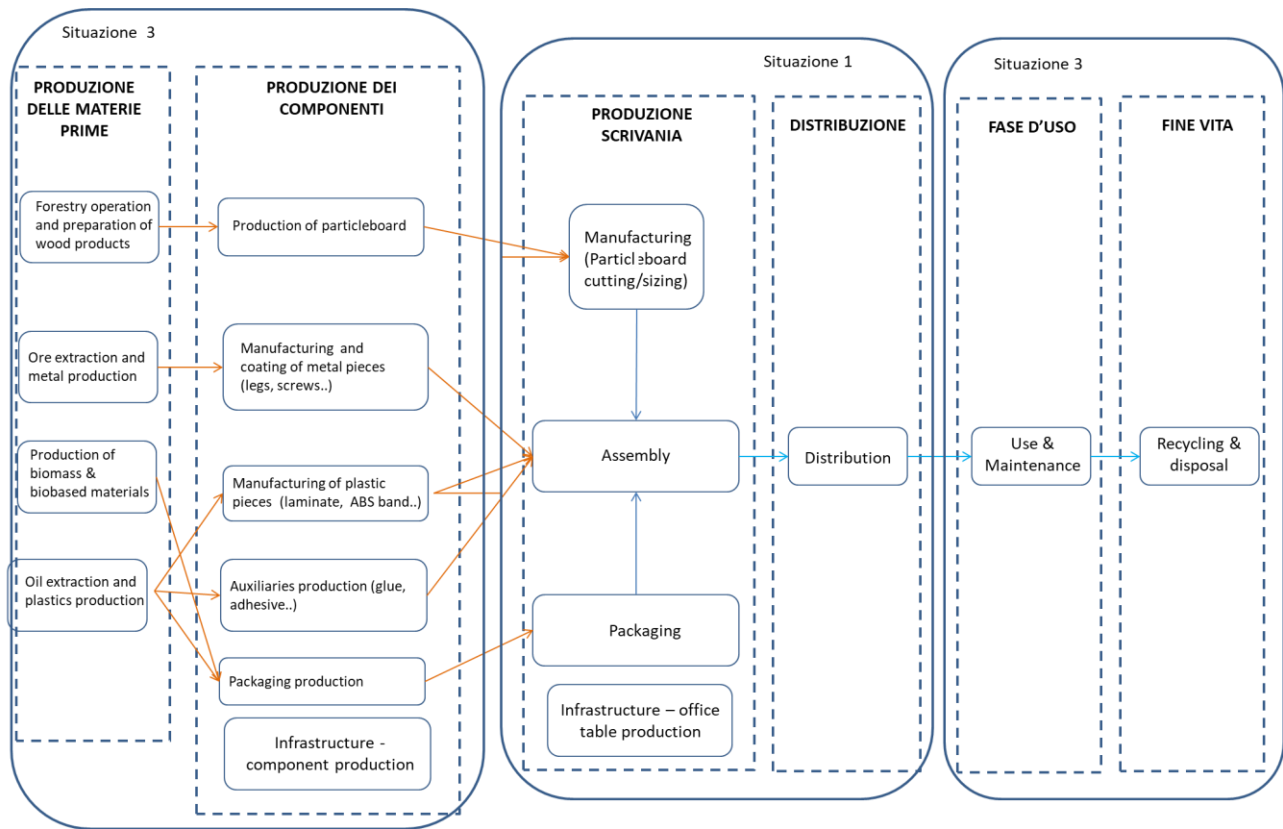 Situazione 3
PRODUZIONE
DELLE MATERIE
PRIME
Forestry operation
and preparation of
wood products
Ore extraction and
metal production
Production of
biomass &
biobased materials
Oil extraction and
plastics production
PRODUZIONE DEI
COMPONENTI
Production of particleboard
Manufacturing and
coating of metal pieces
(legs, screws..)
Manufacturing of plastic
pieces (laminate, ABS band..)
Auxiliaries production (glue,
adhesive..)
Packaging production
Infrastructure -
component production
Situazione 1
PRODUZIONE
SCRIVANIA
Manufacturing
(Particleboard
cutting/sizing)
Assembly
Packaging
Infrastructure – office
table production
DISTRIBUZIONE
Distribution
Situazione 3
FASE D’USO
Use &
Maintenance
FINE VITA
Recycling &
disposal